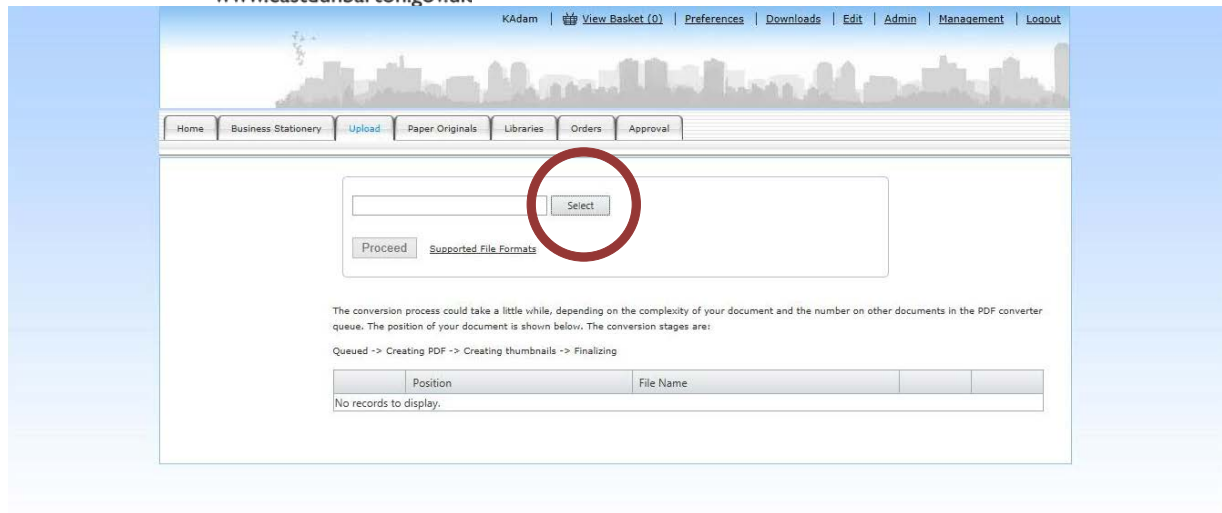 KAdam | View Basket (0) | Preferences | Downloads | Edit | Admin | Management | Logout
Home Business Stationery Upload Paper Originals Libraries Orders Approval
Select
Proceed Supported File Formats
The conversion process could take a little while, depending on the complexity of your document and the number on other documents in the PDF converter
queue. The position of your document is shown below. The conversion stages are:
Queued -> Creating PDF -> Creating thumbnails -> Finalizing
Position File Name
No records to display.